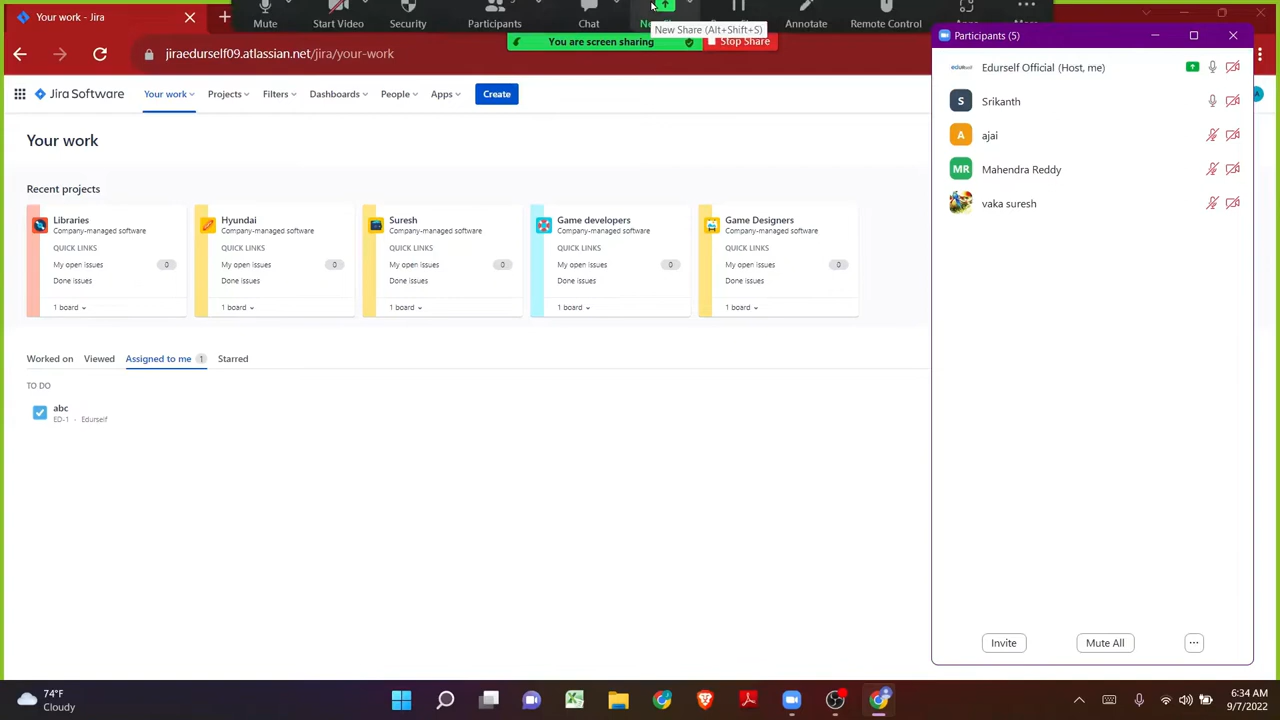 Your work - Jira
Mute
Start Video
Security
Participants
5
Chat
New Share (Alt+Shift+S)
Annotate
Remote Control
You are screen sharing
Stop Share
Participants (5)
jiraedurself09.atlassian.net/jira/your-work
Jira Software
Your work
Projects
Filters
Dashboards
People
Apps
Create
Your work
Recent projects
Libraries
Company-managed software
QUICK LINKS
My open issues 0
Done issues
1 board
Hyundai
Company-managed software
QUICK LINKS
My open issues 0
Done issues
1 board
Suresh
Company-managed software
QUICK LINKS
My open issues 0
Done issues
1 board
Game developers
Company-managed software
QUICK LINKS
My open issues 0
Done issues
1 board
Game Designers
Company-managed software
QUICK LINKS
My open issues 0
Done issues
1 board
Worked on
Viewed
Assigned to me 1
Starred
TO DO
abc
ED-1 · Edurself
Edurself Official (Host, me)
S Srikanth
A ajai
MR Mahendra Reddy
vaka suresh
Invite
Mute All
74°F
Cloudy
6:34 AM
9/7/2022